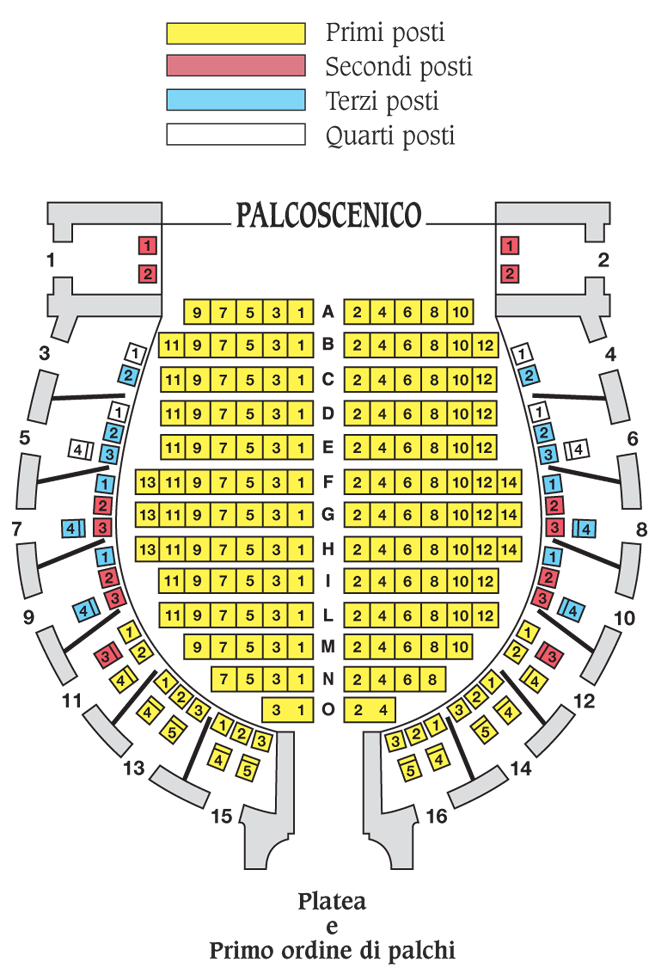 Primi posti
Secondi posti
Terzi posti
Quarti posti
PALCOSCENICO
1 1
1 2 2
2 2
9 7 5 3 1 A 2 4 6 8 10
11 9 7 5 3 1 B 2 4 6 8 10 12
3 1 1 4
2 11 9 7 5 3 1 C 2 4 6 8 10 12 2
1 11 9 7 5 3 1 D 2 4 6 8 10 12 1
5 2 2 6
4 3 11 9 7 5 3 1 E 2 4 6 8 10 12 3 4
1 13 11 9 7 5 3 1 F 2 4 6 8 10 12 14 1
2 2
7 4 3 13 11 9 7 5 3 1 G 2 4 6 8 10 12 14 3 4 8
1 13 11 9 7 5 3 1 H 2 4 6 8 10 12 14 1
2 11 9 7 5 3 1 I 2 4 6 8 10 12 2
9 4 3 11 9 7 5 3 1 L 2 4 6 8 10 12 3 4 10
1 1
3 2 9 7 5 3 1 M 2 4 6 8 10 2 3
11 4 1 7 5 3 1 N 2 4 6 8 1 4 12
2 3 3 2
4 3 1 O 2 4 4
5 1 2 3 3 2 1 5
13 4 5 5 4 14
15 16
Platea
e
Primo ordine di palchi